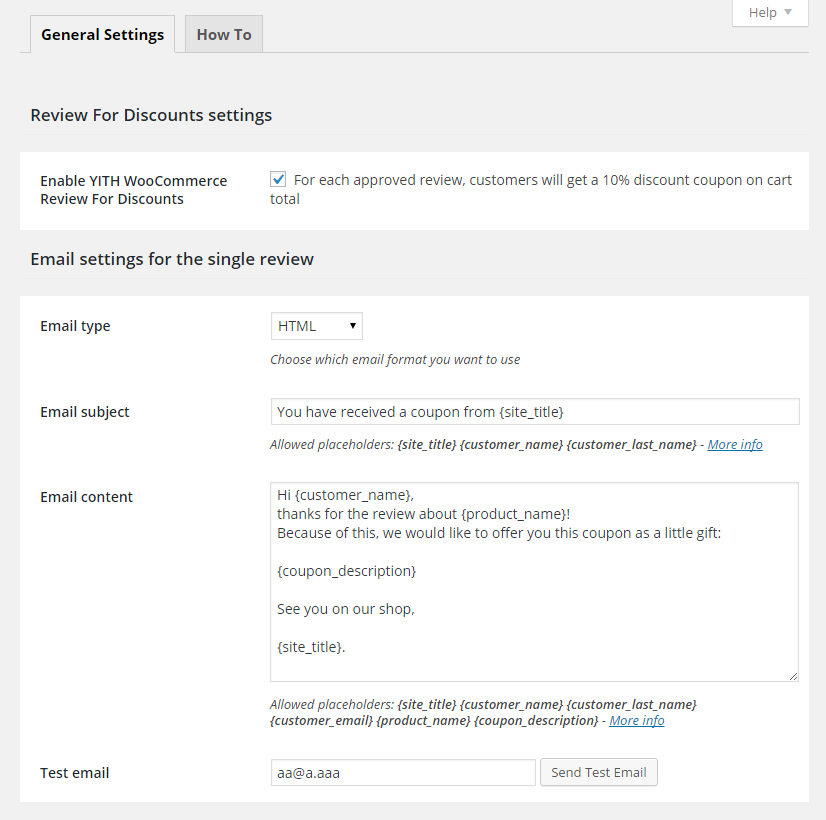 Help
General Settings
How To
Review For Discounts settings
Enable YITH WooCommerce
Review For Discounts
For each approved review, customers will get a 10% discount coupon on cart
total
Email settings for the single review
Email type
HTML
Choose which email format you want to use
Email subject
You have received a coupon from {site_title}
Allowed placeholders: {site_title} {customer_name} {customer_last_name} - More info
Email content
Hi {customer_name},
thanks for the review about {product_name}!
Because of this, we would like to offer you this coupon as a little gift:
{coupon_description}
See you on our shop,
{site_title}.
Allowed placeholders: {site_title} {customer_name} {customer_last_name}
{customer_email} {product_name} {coupon_description} - More info
Test email
aa@a.aaa
Send Test Email